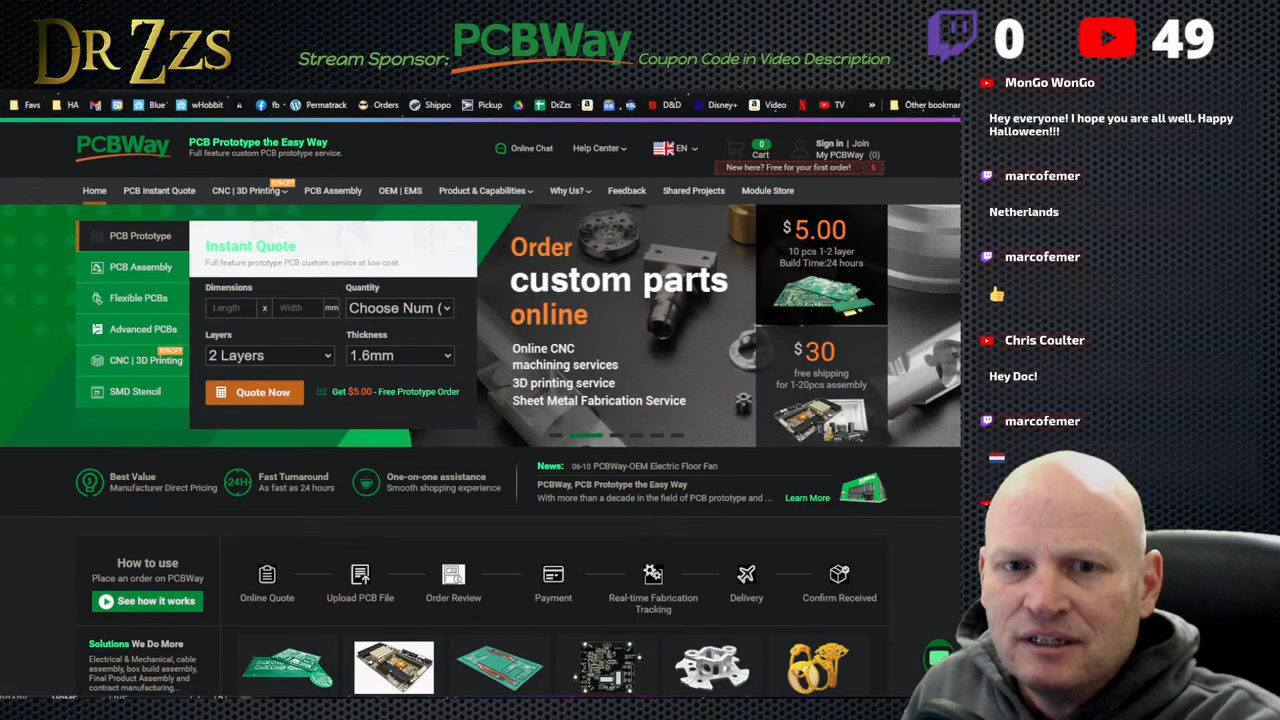 DR ZZS
Stream Sponsor: PCBWay Coupon Code in Video Description
0
49
Favs
HA
Blue
wHobbit
fb
Permatrack
Orders
Shippo
Pickup
DrZzs
D&D
Disney+
Video
TV
»
Other bookmar
PCBWay
PCB Prototype the Easy Way
Full feature custom PCB prototype service.
Online Chat
Help Center
EN
0
Cart
Sign in | Join
My PCBWay (0)
New here? Free for your first order!
$
Home
PCB Instant Quote
CNC | 3D Printing
10%OFF
PCB Assembly
OEM | EMS
Product & Capabilities
Why Us?
Feedback
Shared Projects
Module Store
PCB Prototype
PCB Assembly
Flexible PCBs
Advanced PCBs
10%OFF
CNC | 3D Printing
SMD Stencil
Instant Quote
Full feature prototype PCB custom service at low cost.
Dimensions
Quantity
Length x Width mm
Choose Num (
Layers
Thickness
2 Layers
1.6mm
Quote Now
Get $5.00 - Free Prototype Order
Order
custom parts
online
Online CNC
machining services
3D printing service
Sheet Metal Fabrication Service
$ 5.00
10 pcs 1-2 layer
Build Time:24 hours
$ 30
free shipping
for 1-20pcs assembly
Best Value
Manufacturer Direct Pricing
24H
Fast Turnaround
As fast as 24 hours
One-on-one assistance
Smooth shopping experience
News: 06-10 PCBWay-OEM Electric Floor Fan
PCBWay, PCB Prototype the Easy Way
With more than a decade in the field of PCB prototype and ...
Learn More
How to use
Place an order on PCBWay
See how it works
Online Quote
Upload PCB File
Order Review
Payment
Real-time Fabrication
Tracking
Delivery
Confirm Received
Solutions We Do More
Electrical & Mechanical, cable
assembly, box build assembly,
Final Product Assembly and
contract manufacturing...
MonGo WonGo
Hey everyone! I hope you are all well. Happy
Halloween!!!
marcofemer
Netherlands
marcofemer
👍
Chris Coulter
Hey Doc!
marcofemer
🇳🇱